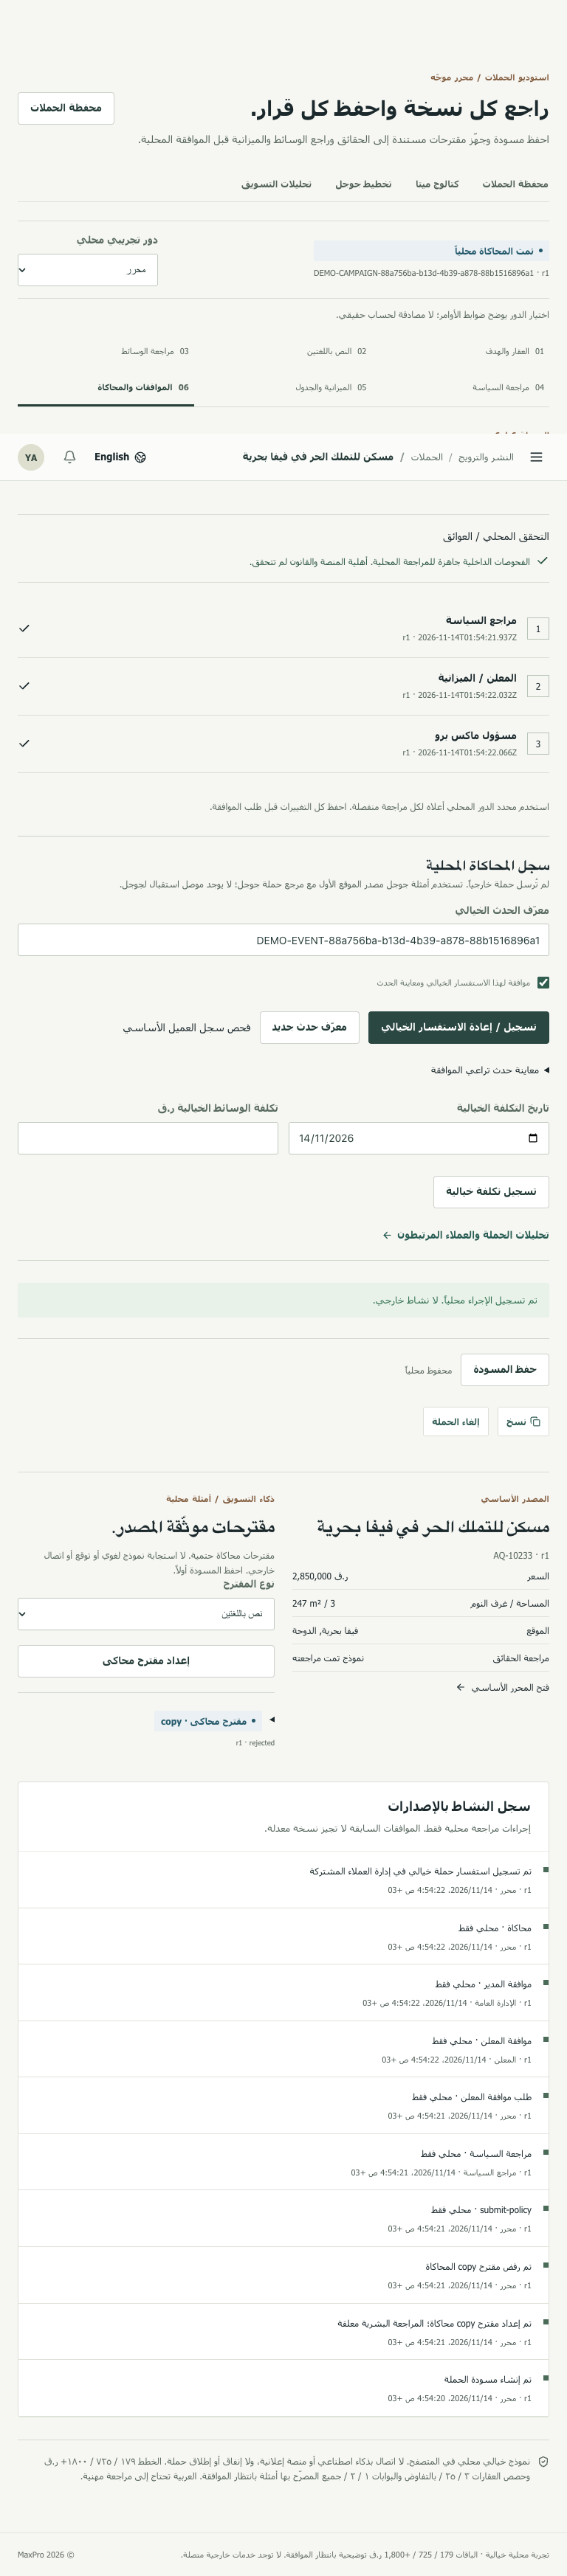 استوديو الحملات / محرر موجّه
راجع كل نسخة واحفظ كل قرار.
محفظة الحملات
احفظ مسودة وجهّز مقترحات مستندة إلى الحقائق وراجع الوسائط والميزانية قبل الموافقة المحلية.
محفظة الحملات
كتالوج ميتا
تخطيط جوجل
تحليلات التسويق
تمت المحاكاة محلياً
DEMO-CAMPAIGN-88a756ba-b13d-4b39-a878-88b1516896a1 · r1
دور تجريبي محلي
محرر
اختيار الدور يوضح ضوابط الأوامر؛ لا مصادقة لحساب حقيقي.
01 العقار والهدف
02 النص باللغتين
03 مراجعة الوسائط
04 مراجعة السياسة
05 الميزانية والجدول
06 الموافقات والمحاكاة
النشر والترويج / الحملات / مسكن للتملك الحر في فيفا بحرية
English
YA
التحقق المحلي / العوائق
الفحوصات الداخلية جاهزة للمراجعة المحلية. أهلية المنصة والقانون لم تتحقق.
1
مراجع السياسة
r1 · 2026-11-14T01:54:21.937Z
2
المعلن / الميزانية
r1 · 2026-11-14T01:54:22.032Z
3
مسؤول ماكس برو
r1 · 2026-11-14T01:54:22.066Z
استخدم محدد الدور المحلي أعلاه لكل مراجعة منفصلة. احفظ كل التغييرات قبل طلب الموافقة.
سجل المحاكاة المحلية
لم تُرسل حملة خارجياً. تستخدم أمثلة جوجل مصدر الموقع الأول مع مرجع حملة جوجل؛ لا يوجد موصل استقبال لجوجل.
معرّف الحدث الخيالي
DEMO-EVENT-88a756ba-b13d-4b39-a878-88b1516896a1
موافقة لهذا الاستفسار الخيالي ومعاينة الحدث
تسجيل / إعادة الاستفسار الخيالي
معرّف حدث جديد
فحص سجل العميل الأساسي
معاينة حدث تراعي الموافقة
تاريخ التكلفة الخيالية
تكلفة الوسائط الخيالية ر.ق
14/11/2026
تسجيل تكلفة خيالية
تحليلات الحملة والعملاء المرتبطون
تم تسجيل الإجراء محلياً. لا نشاط خارجي.
حفظ المسودة
محفوظ محلياً
نسخ
إلغاء الحملة
المصدر الأساسي
مسكن للتملك الحر في فيفا بحرية
AQ-10233 · r1
السعر
2,850,000 ر.ق
المساحة / غرف النوم
247 m² / 3
الموقع
فيفا بحرية, الدوحة
مراجعة الحقائق
نموذج تمت مراجعته
فتح المحرر الأساسي
ذكاء التسويق / أمثلة محلية
مقترحات موثّقة المصدر.
مقترحات محاكاة حتمية. لا استجابة نموذج لغوي أو توقع أو اتصال خارجي. احفظ المسودة أولاً.
نوع المقترح
نص باللغتين
إعداد مقترح محاكى
مقترح محاكى · copy
r1 · rejected
سجل النشاط بالإصدارات
إجراءات مراجعة محلية فقط. الموافقات السابقة لا تجيز نسخة معدلة.
تم تسجيل استفسار حملة خيالي في إدارة العملاء المشتركة
r1 · محرر · 2026/11/14، 4:54:22 ص +03
محاكاة · محلي فقط
r1 · محرر · 2026/11/14، 4:54:22 ص +03
موافقة المدير · محلي فقط
r1 · الإدارة العامة · 2026/11/14، 4:54:22 ص +03
موافقة المعلن · محلي فقط
r1 · المعلن · 2026/11/14، 4:54:22 ص +03
طلب موافقة المعلن · محلي فقط
r1 · محرر · 2026/11/14، 4:54:21 ص +03
مراجعة السياسة · محلي فقط
r1 · مراجع السياسة · 2026/11/14، 4:54:21 ص +03
submit-policy · محلي فقط
r1 · محرر · 2026/11/14، 4:54:21 ص +03
تم رفض مقترح copy المحاكاة
r1 · محرر · 2026/11/14، 4:54:21 ص +03
تم إعداد مقترح copy محاكاة؛ المراجعة البشرية معلقة
r1 · محرر · 2026/11/14، 4:54:21 ص +03
تم إنشاء مسودة الحملة
r1 · محرر · 2026/11/14، 4:54:20 ص +03
نموذج خيالي محلي في المتصفح. لا اتصال بذكاء اصطناعي أو منصة إعلانية، ولا إنفاق أو إطلاق حملة. الخطط ١٧٩ / ٧٢٥ / ١٨٠٠+ ر.ق
وحصص العقارات ٣ / ٢٥ / بالتفاوض والبوابات ١ / ٢ / جميع المصرّح بها أمثلة بانتظار الموافقة. العربية تحتاج إلى مراجعة مهنية.
تجربة محلية خيالية · الباقات 179 / 725 / +1,800 ر.ق توضيحية بانتظار الموافقة. لا توجد خدمات خارجية متصلة.
© 2026 MaxPro